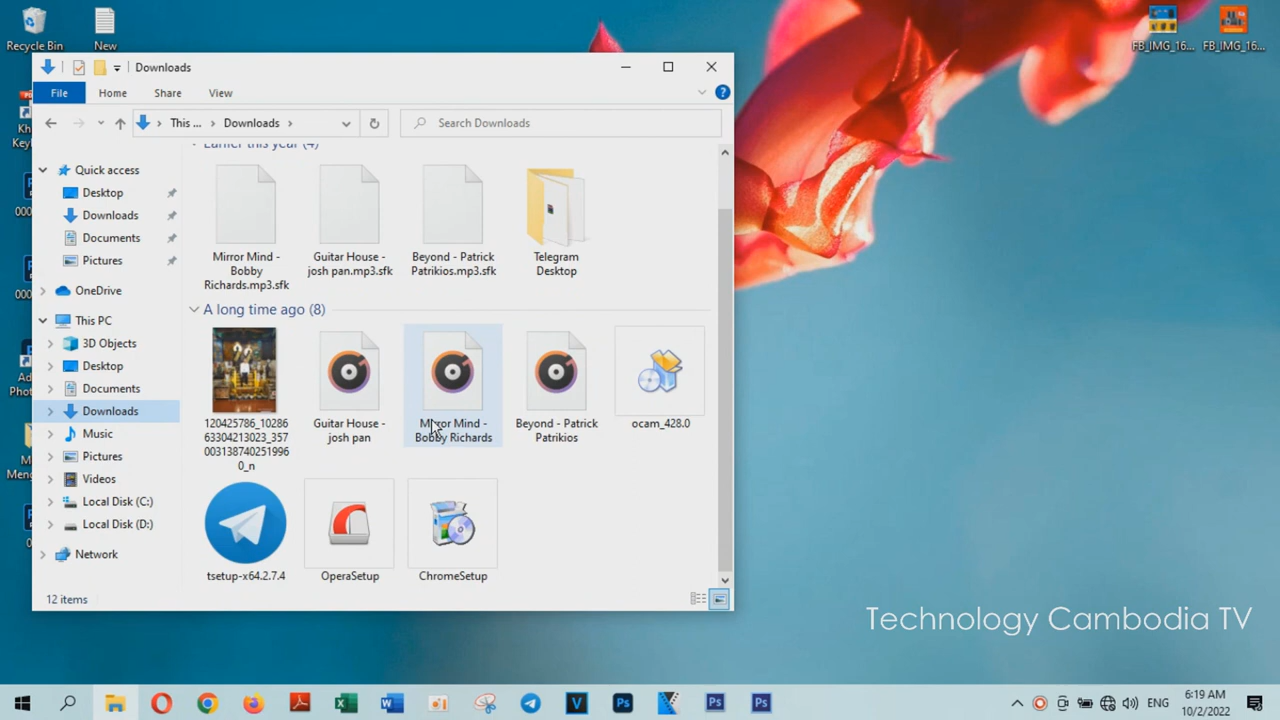 Recycle Bin
New
FB_IMG_16...
FB_IMG_16...
Downloads
File
Home
Share
View
This ...
Downloads
Search Downloads
Quick access
Desktop
Downloads
Documents
Pictures
OneDrive
This PC
3D Objects
Desktop
Documents
Downloads
Music
Pictures
Videos
Local Disk (C:)
Local Disk (D:)
Network
Earlier this year (4)
Mirror Mind -
Bobby
Richards.mp3.sfk
Guitar House -
josh pan.mp3.sfk
Beyond - Patrick
Patrikios.mp3.sfk
Telegram
Desktop
A long time ago (8)
120425786_10286
63304213023_357
003138740251996
0_n
Guitar House -
josh pan
Mirror Mind -
Bobby Richards
Beyond - Patrick
Patrikios
ocam_428.0
tsetup-x64.2.7.4
OperaSetup
ChromeSetup
12 items
Technology Cambodia TV
ENG
6:19 AM
10/2/2022